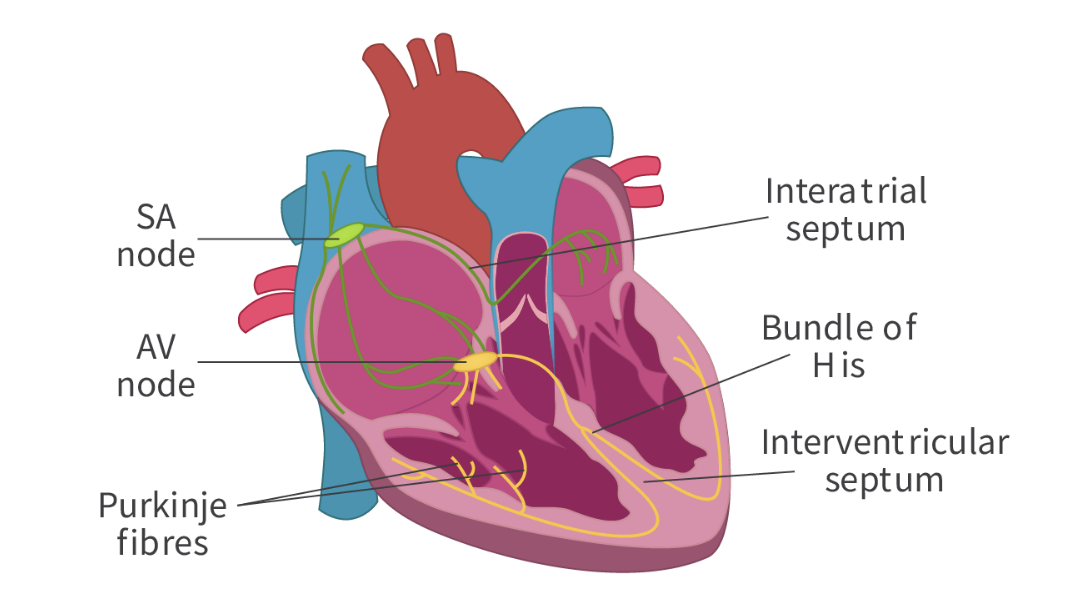 SA
node
AV
node
Purkinje
fibres
Interatrial
septum
Bundle of
His
Interventricular
septum